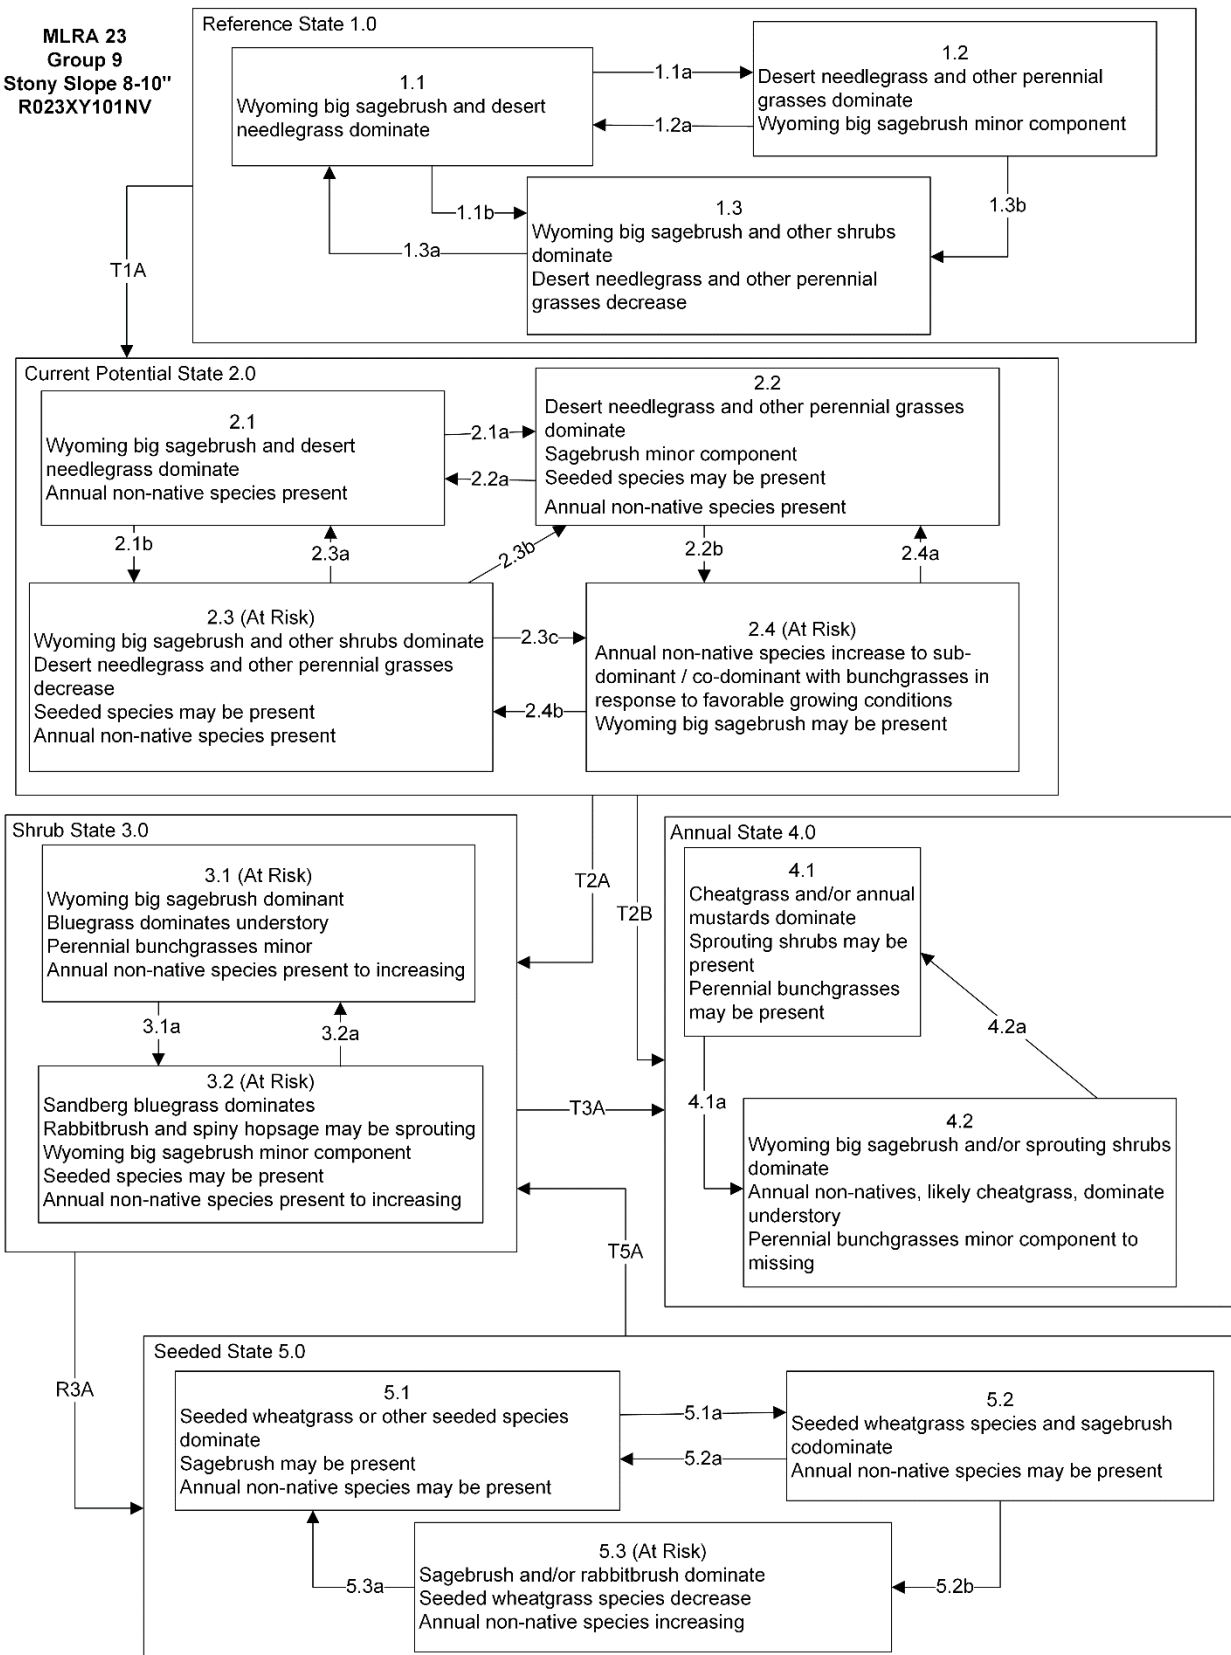 MLRA 23
Group 9
Stony Slope 8-10"
R023XY101NV
Reference State 1.0
1.1
Wyoming big sagebrush and desert
needlegrass dominate
1.1a
1.2a
1.2
Desert needlegrass and other perennial
grasses dominate
Wyoming big sagebrush minor component
1.1b
1.3a
1.3
Wyoming big sagebrush and other shrubs
dominate
Desert needlegrass and other perennial
grasses decrease
1.3b
T1A
Current Potential State 2.0
2.1
Wyoming big sagebrush and desert
needlegrass dominate
Annual non-native species present
2.1a
2.2a
2.2
Desert needlegrass and other perennial grasses
dominate
Sagebrush minor component
Seeded species may be present
Annual non-native species present
2.1b
2.3a
2.3b
2.2b
2.4a
2.3 (At Risk)
Wyoming big sagebrush and other shrubs dominate
Desert needlegrass and other perennial grasses
decrease
Seeded species may be present
Annual non-native species present
2.3c
2.4b
2.4 (At Risk)
Annual non-native species increase to sub-
dominant / co-dominant with bunchgrasses in
response to favorable growing conditions
Wyoming big sagebrush may be present
Shrub State 3.0
3.1 (At Risk)
Wyoming big sagebrush dominant
Bluegrass dominates understory
Perennial bunchgrasses minor
Annual non-native species present to increasing
3.1a
3.2a
3.2 (At Risk)
Sandberg bluegrass dominates
Rabbitbrush and spiny hopsage may be sprouting
Wyoming big sagebrush minor component
Seeded species may be present
Annual non-native species present to increasing
T2A
T2B
T3A
T5A
R3A
Annual State 4.0
4.1
Cheatgrass and/or annual
mustards dominate
Sprouting shrubs may be
present
Perennial bunchgrasses
may be present
4.1a
4.2a
4.2
Wyoming big sagebrush and/or sprouting shrubs
dominate
Annual non-natives, likely cheatgrass, dominate
understory
Perennial bunchgrasses minor component to
missing
Seeded State 5.0
5.1
Seeded wheatgrass or other seeded species
dominate
Sagebrush may be present
Annual non-native species may be present
5.1a
5.2a
5.2
Seeded wheatgrass species and sagebrush
codominate
Annual non-native species may be present
5.3a
5.3 (At Risk)
Sagebrush and/or rabbitbrush dominate
Seeded wheatgrass species decrease
Annual non-native species increasing
5.2b